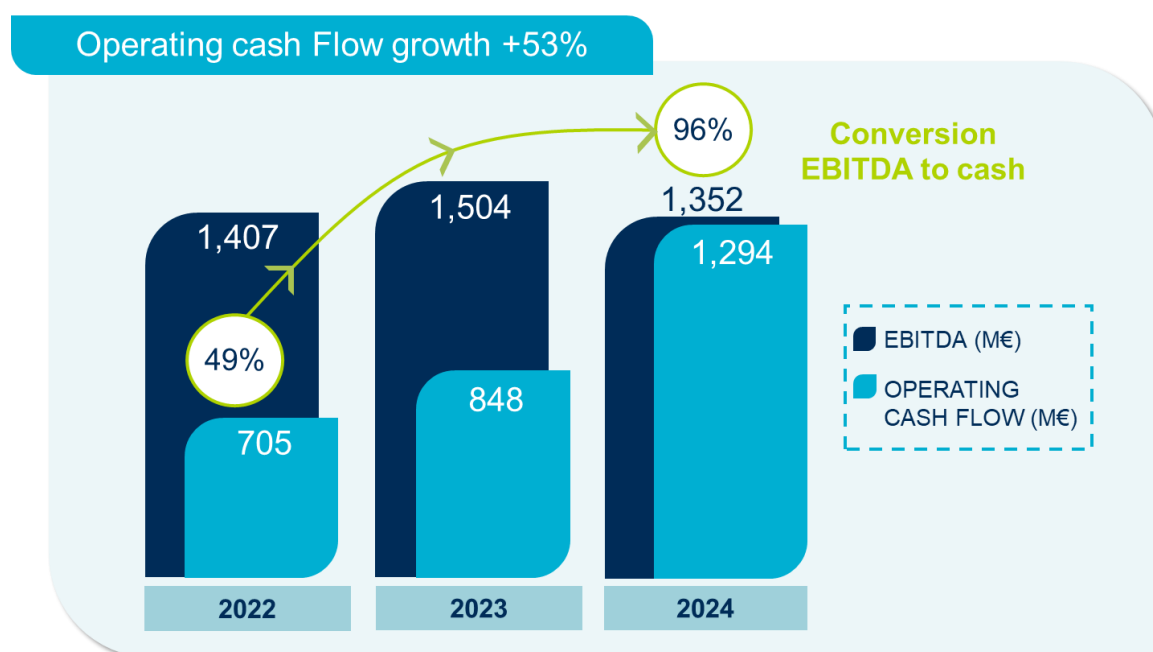 Operating cash Flow growth +53%
96%
Conversion
EBITDA to cash
1,407
1,504
1,352
1,294
49%
705
848
EBITDA (M€)
OPERATING
CASH FLOW (M€)
2022
2023
2024